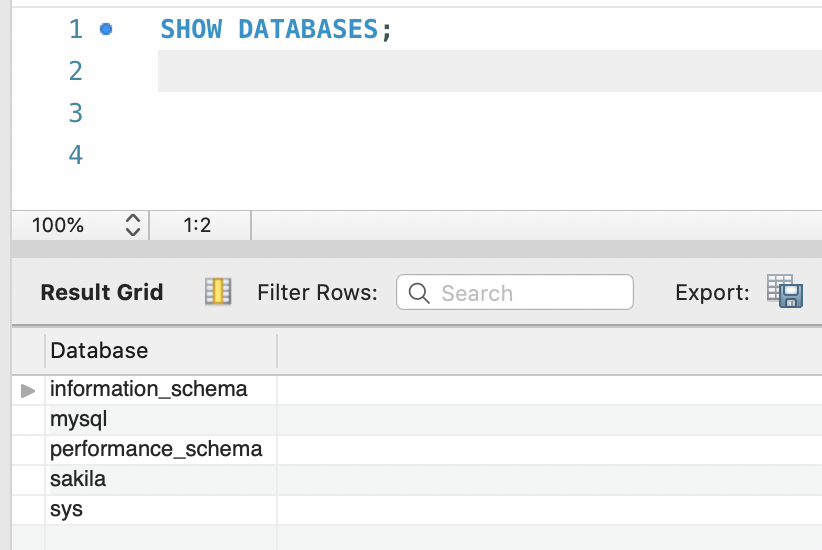 1 SHOW DATABASES;
2
3
4
100% 1:2
Result Grid Filter Rows: Search Export:
Database
information_schema
mysql
performance_schema
sakila
sys